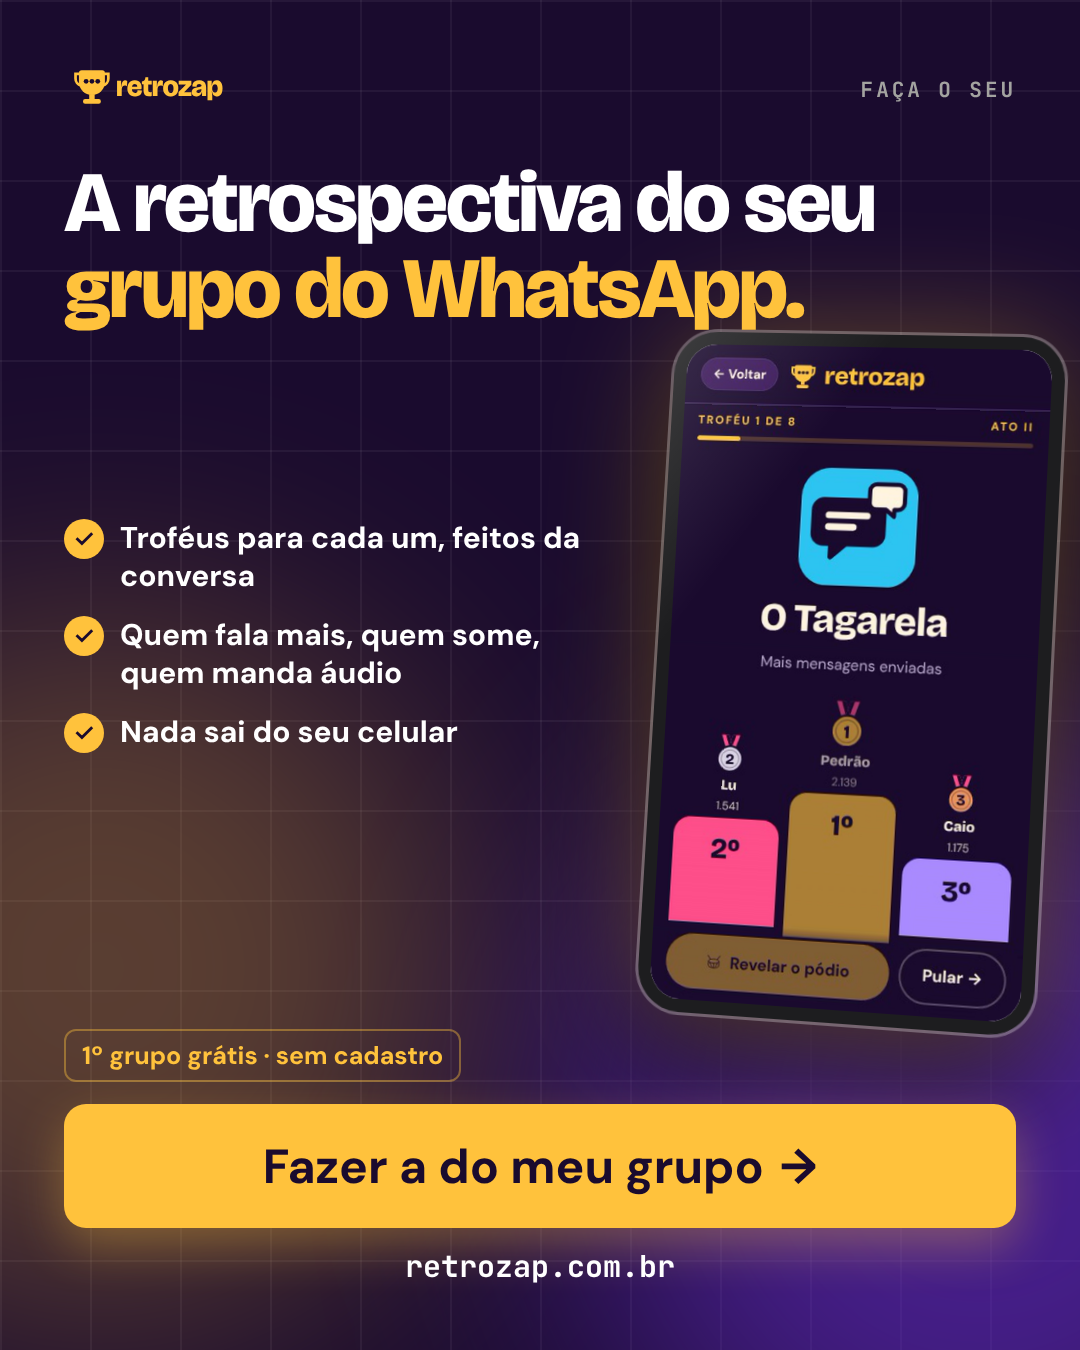 retrozap
FAÇA O SEU
A retrospectiva do seu
grupo do WhatsApp.
← Voltar
retrozap
TROFÉU 1 DE 8
ATO II
O Tagarela
Mais mensagens enviadas
1
Pedrão
2.139
1º
2
Lu
1.541
2º
3
Caio
1.175
3º
Revelar o pódio
Pular →
Troféus para cada um, feitos da
conversa
Quem fala mais, quem some,
quem manda áudio
Nada sai do seu celular
1º grupo grátis · sem cadastro
Fazer a do meu grupo →
retrozap.com.br